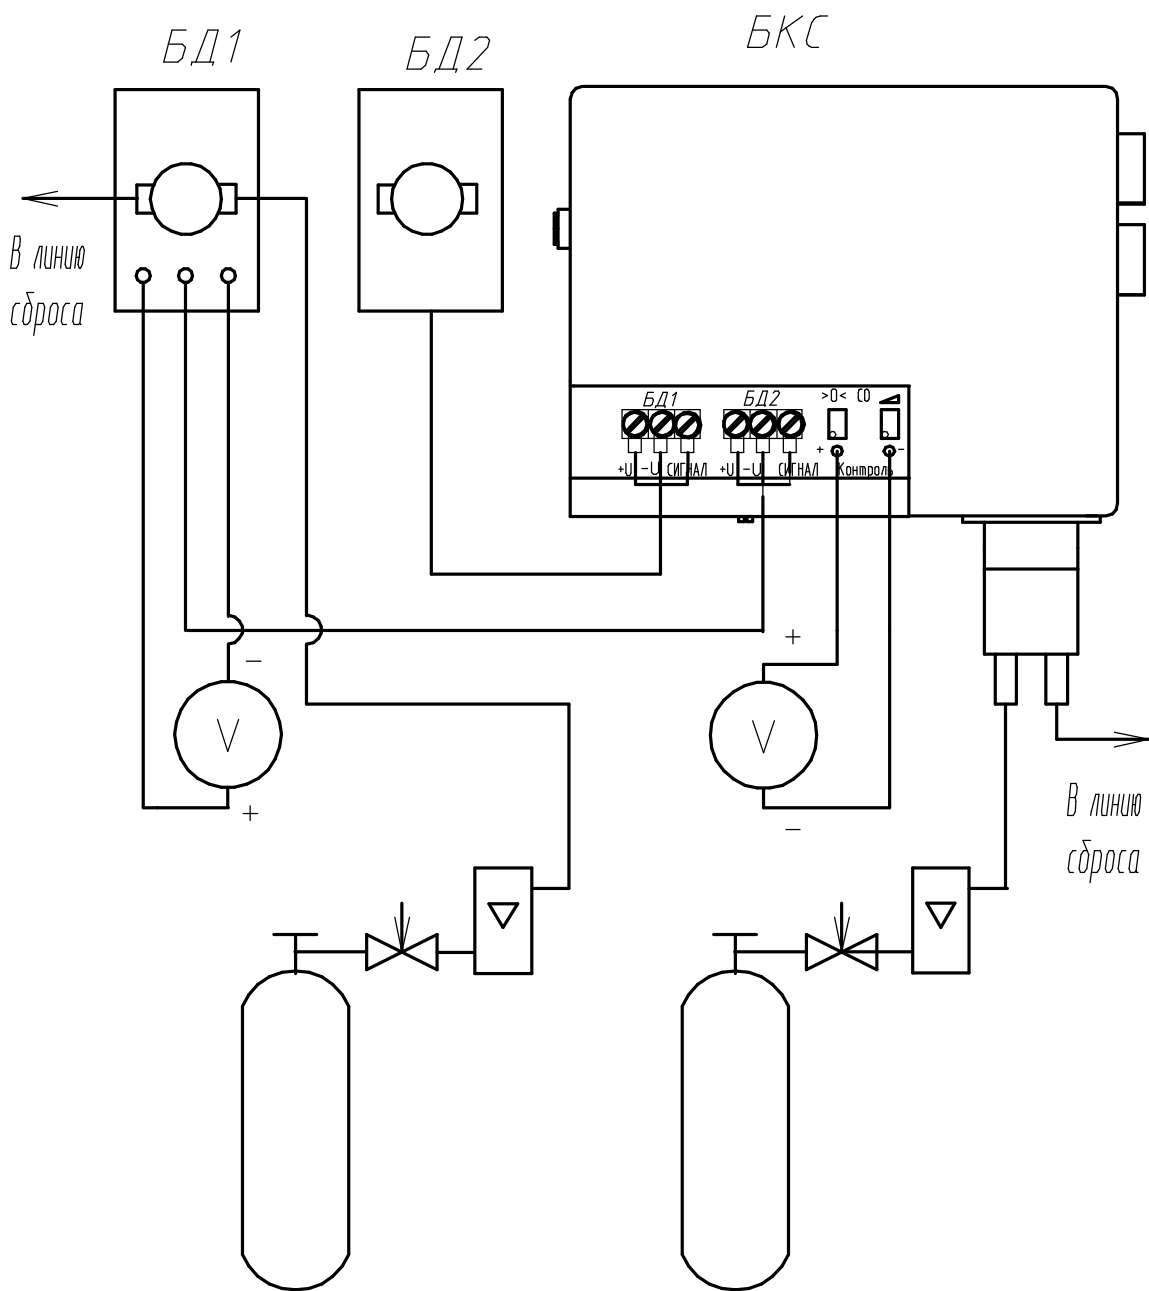 БД1
БД2
БКС
В линию
сброса
БД1
БД2
>0< СО
+U -U СИГНАЛ
+U -U СИГНАЛ
+ Контроль -
+
-
V
+
V
-
В линию
сброса